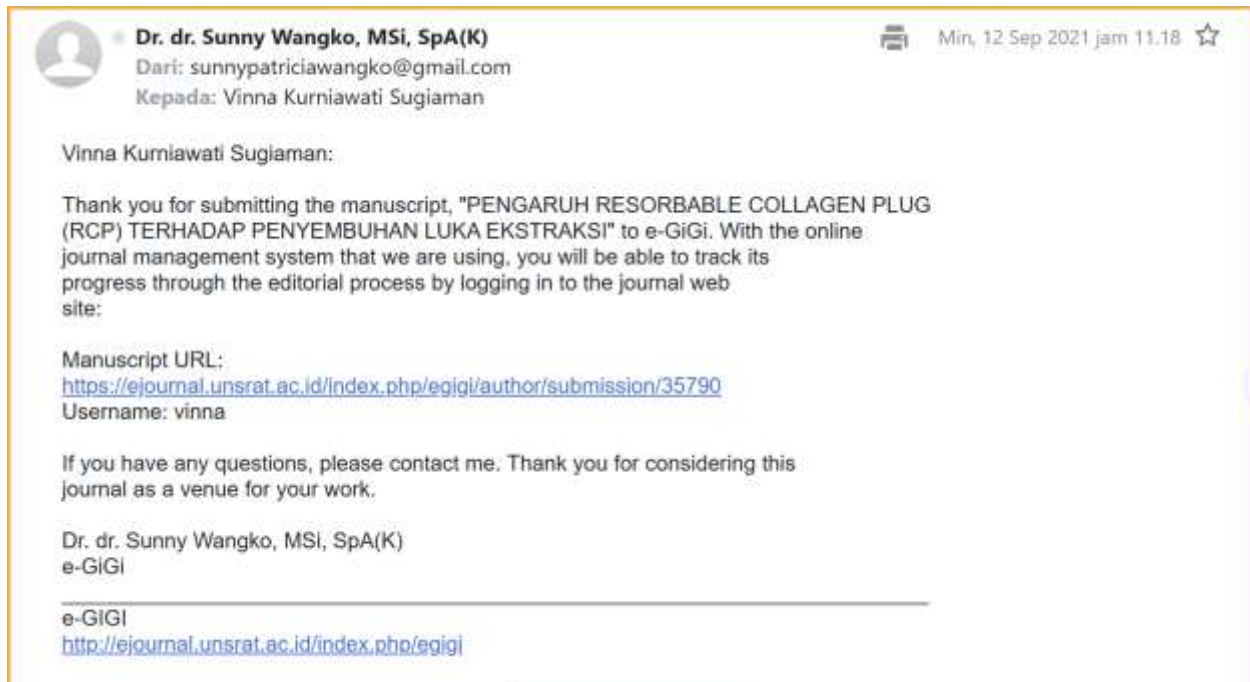 Dr. dr. Sunny Wangko, MSi, SpA(K)
Min, 12 Sep 2021 jam 11.18
Dari: sunnypatriciawangko@gmail.com
Kepada: Vinna Kurniawati Sugiaman
Vinna Kurniawati Sugiaman:
Thank you for submitting the manuscript, "PENGARUH RESORBABLE COLLAGEN PLUG
(RCP) TERHADAP PENYEMBUHAN LUKA EKSTRAKSI" to e-GiGi. With the online
journal management system that we are using, you will be able to track its
progress through the editorial process by logging in to the journal web
site:
Manuscript URL:
https://ejournal.unsrat.ac.id/index.php/egigi/author/submission/35790
Username: vinna
If you have any questions, please contact me. Thank you for considering this
journal as a venue for your work.
Dr. dr. Sunny Wangko, MSi, SpA(K)
e-GiGi
e-GIGI
http://ejournal.unsrat.ac.id/index.php/egigi